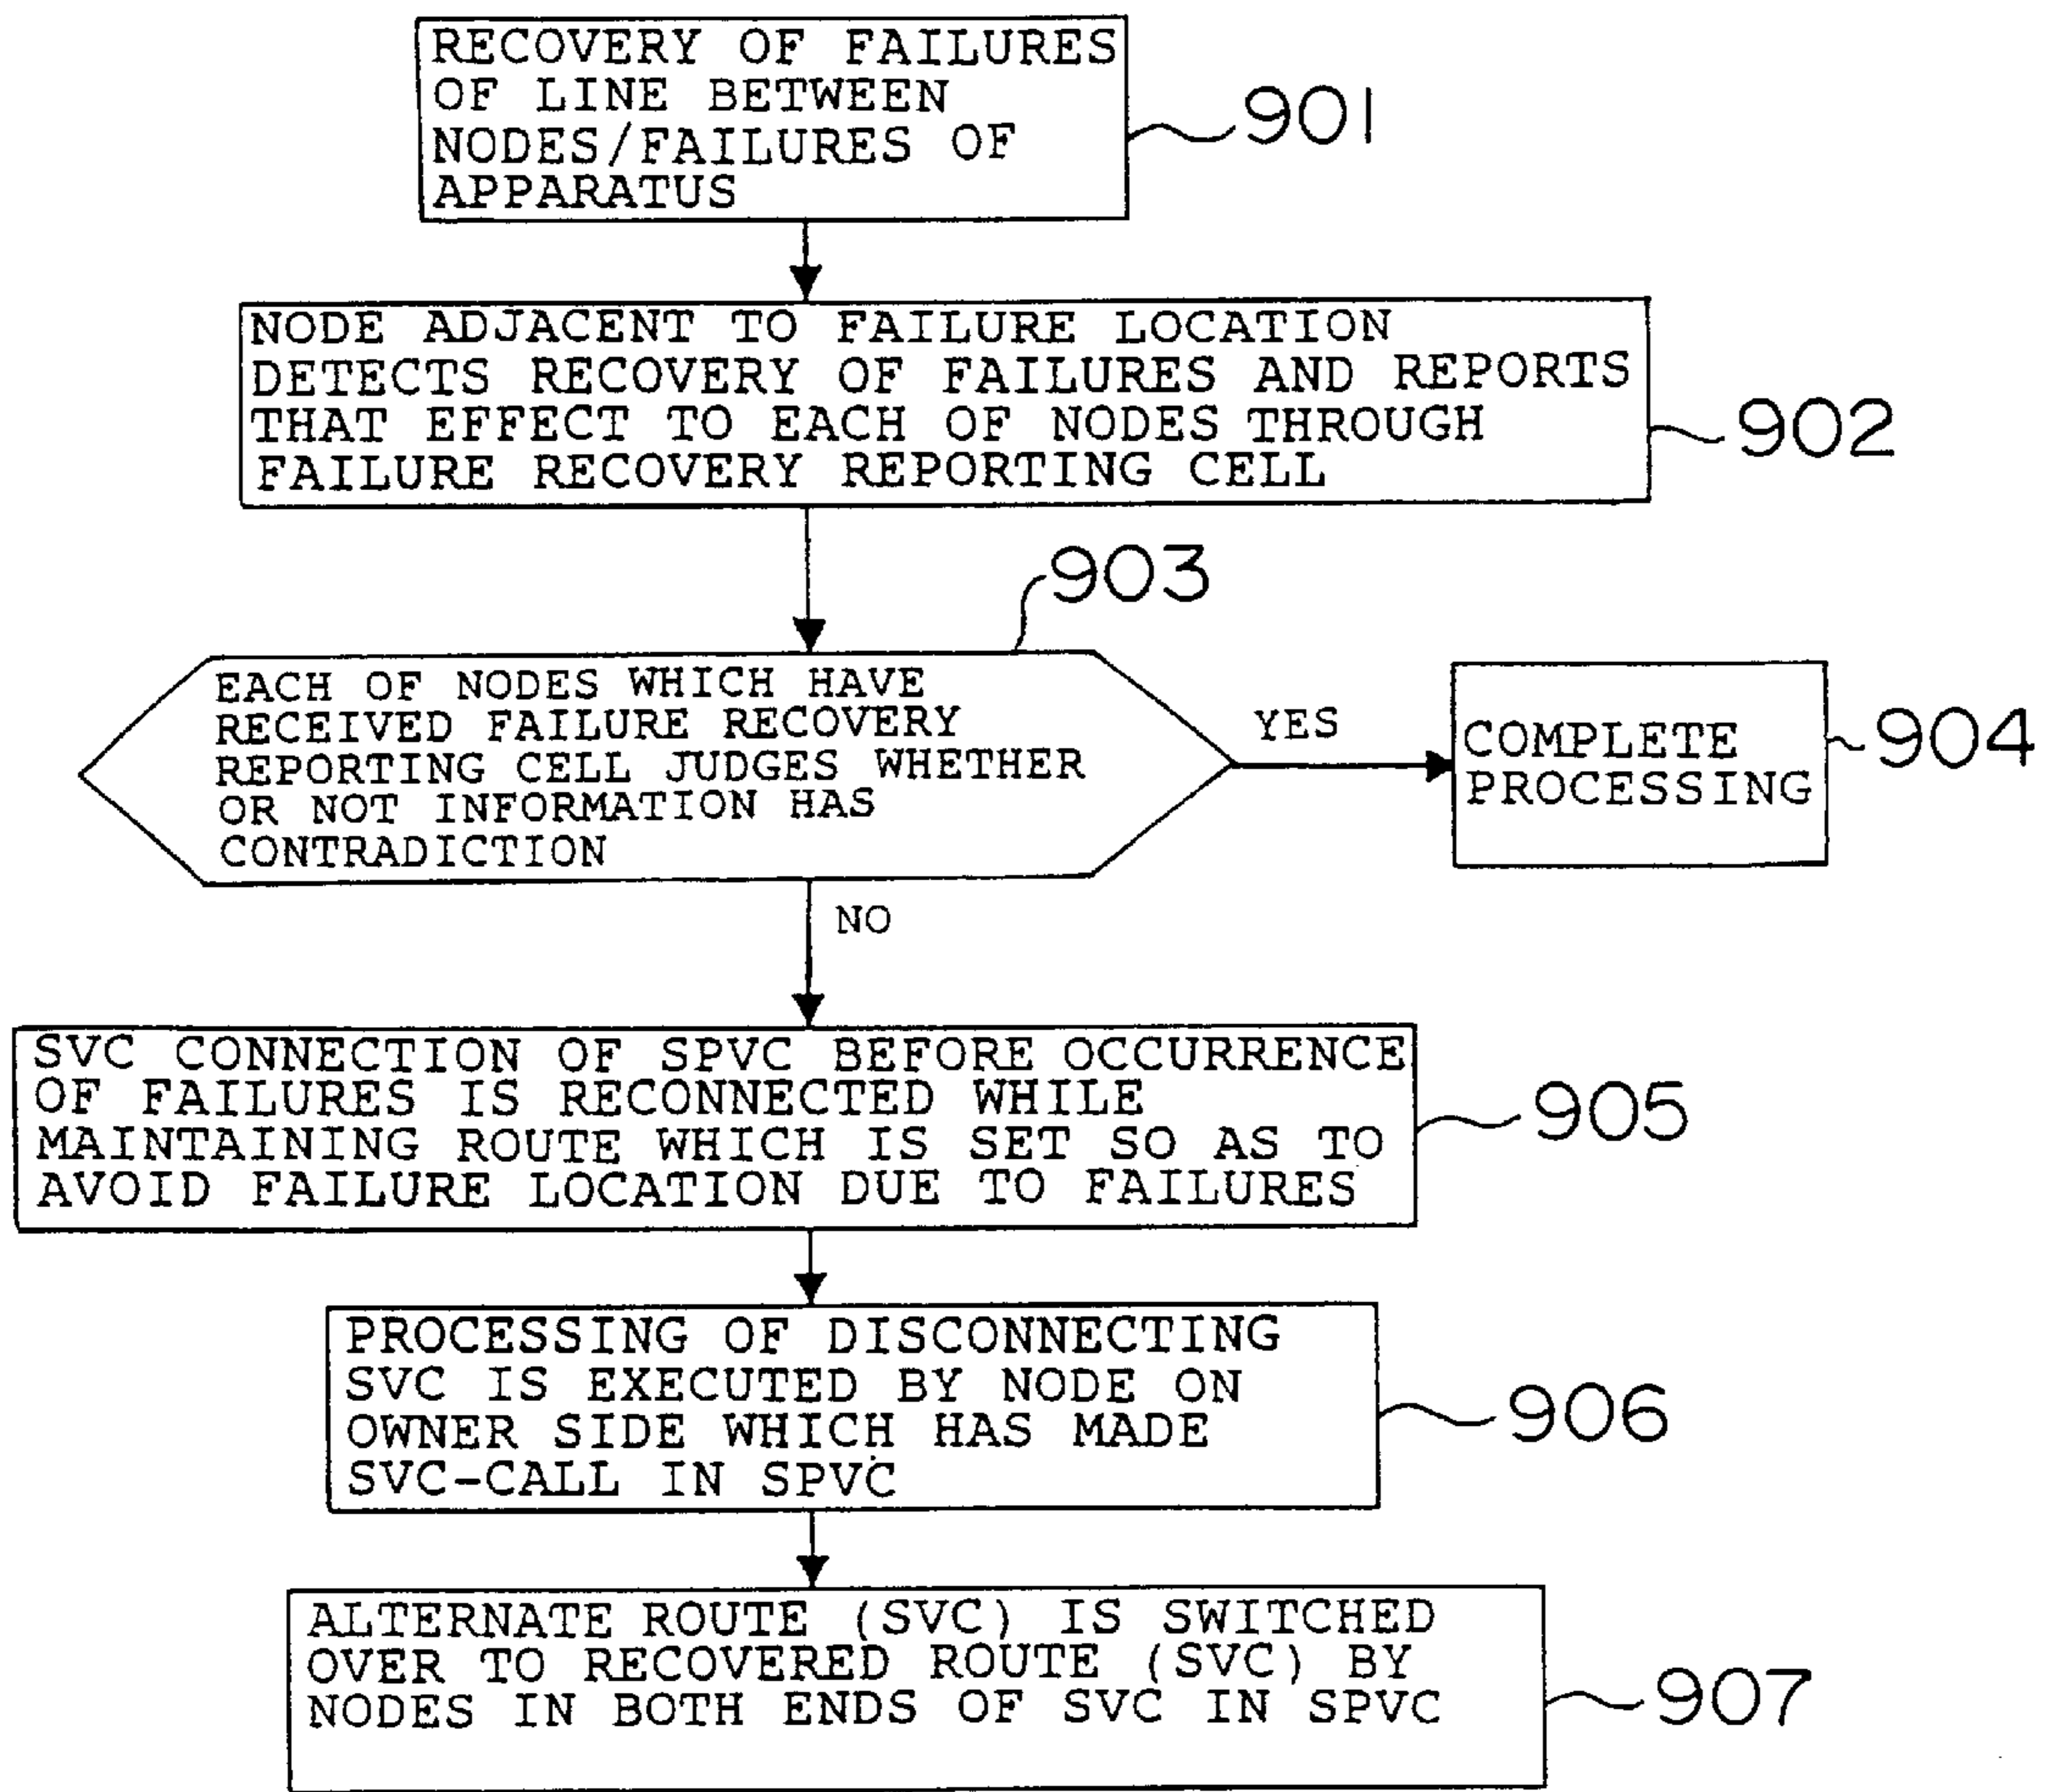 RECOVERY OF FAILURES
OF LINE BETWEEN
NODES/FAILURES OF
APPARATUS
901
NODE ADJACENT TO FAILURE LOCATION
DETECTS RECOVERY OF FAILURES AND REPORTS
THAT EFFECT TO EACH OF NODES THROUGH
FAILURE RECOVERY REPORTING CELL
902
903
EACH OF NODES WHICH HAVE
RECEIVED FAILURE RECOVERY
REPORTING CELL JUDGES WHETHER
OR NOT INFORMATION HAS
CONTRADICTION
YES
COMPLETE
PROCESSING
904
NO
SVC CONNECTION OF SPVC BEFORE OCCURRENCE
OF FAILURES IS RECONNECTED WHILE
MAINTAINING ROUTE WHICH IS SET SO AS TO
AVOID FAILURE LOCATION DUE TO FAILURES
905
PROCESSING OF DISCONNECTING
SVC IS EXECUTED BY NODE ON
OWNER SIDE WHICH HAS MADE
SVC-CALL IN SPVC
906
ALTERNATE ROUTE (SVC) IS SWITCHED
OVER TO RECOVERED ROUTE (SVC) BY
NODES IN BOTH ENDS OF SVC IN SPVC
907